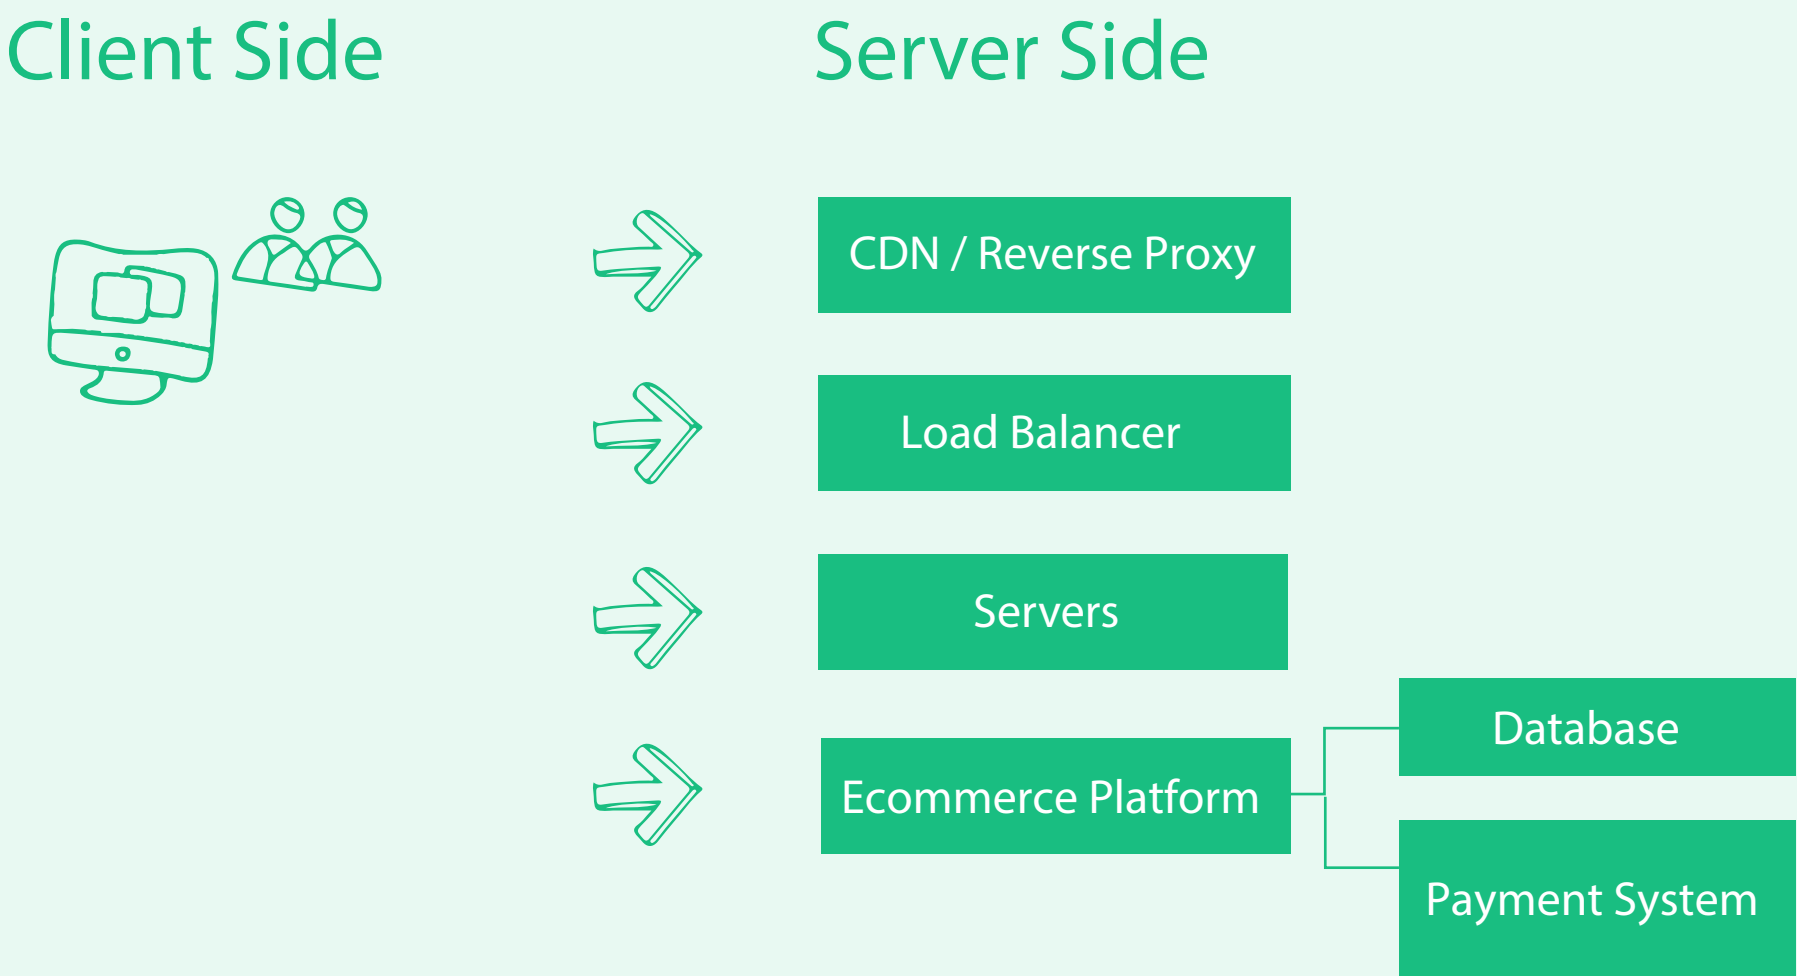 Client Side
Server Side
CDN / Reverse Proxy
Load Balancer
Servers
Ecommerce Platform
Database
Payment System